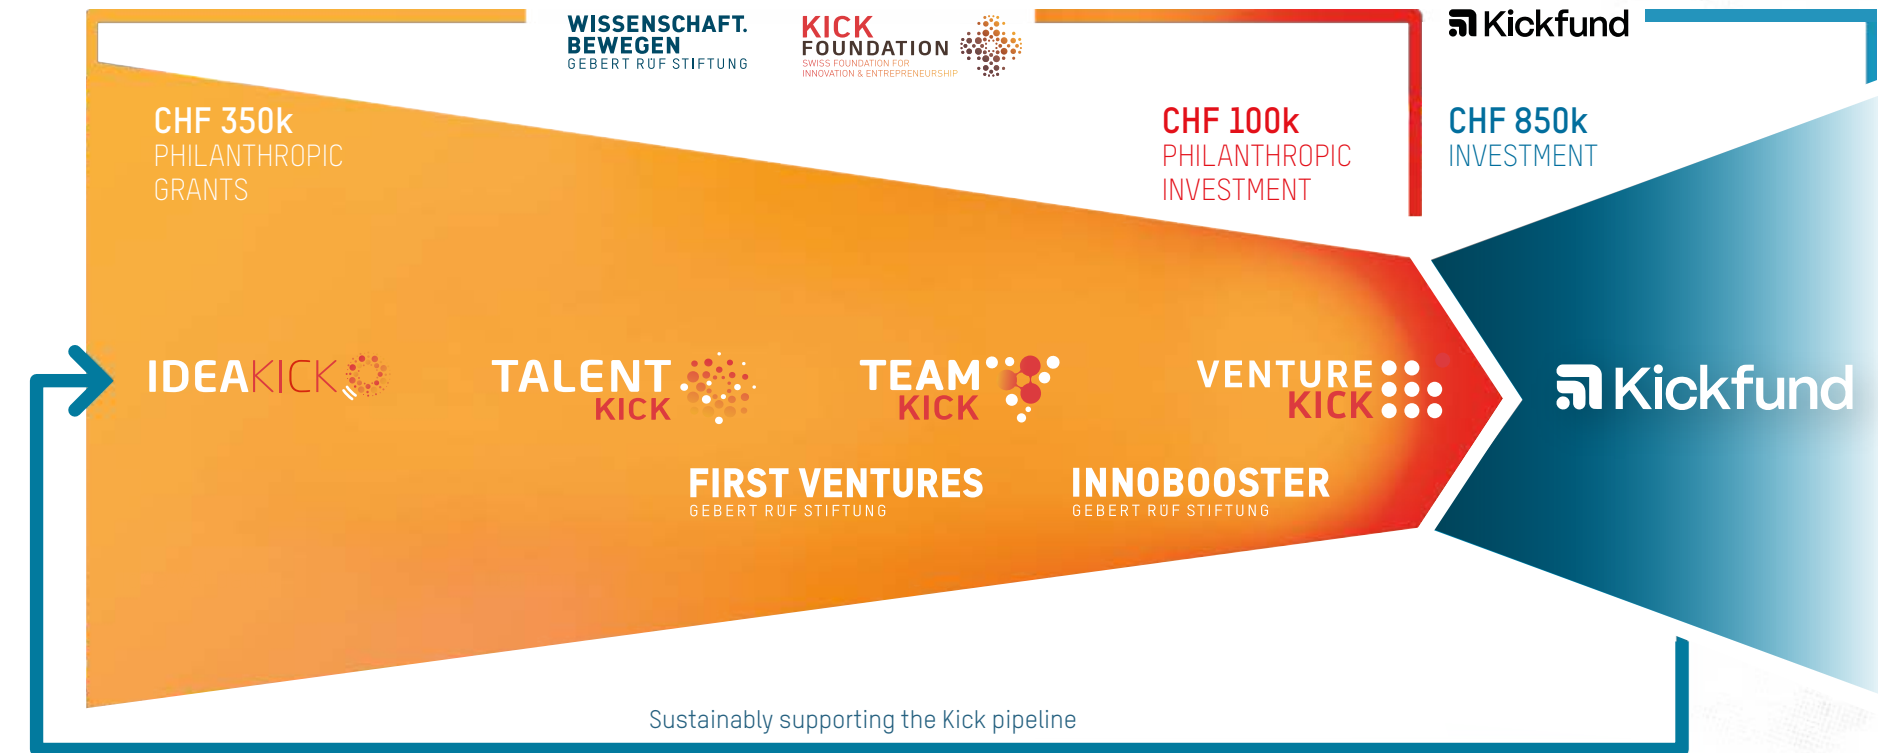 WISSENSCHAFT.
BEWEGEN
GEBERT RÜF STIFTUNG
KICK
FOUNDATION
SWISS FOUNDATION FOR
INNOVATION & ENTREPRENEURSHIP
Kickfund
CHF 350k
PHILANTHROPIC
GRANTS
CHF 100k
PHILANTHROPIC
INVESTMENT
CHF 850k
INVESTMENT
IDEAKICK
TALENT
KICK
TEAM
KICK
VENTURE
KICK
Kickfund
FIRST VENTURES
GEBERT RÜF STIFTUNG
INNOBOOSTER
GEBERT RÜF STIFTUNG
Sustainably supporting the Kick pipeline